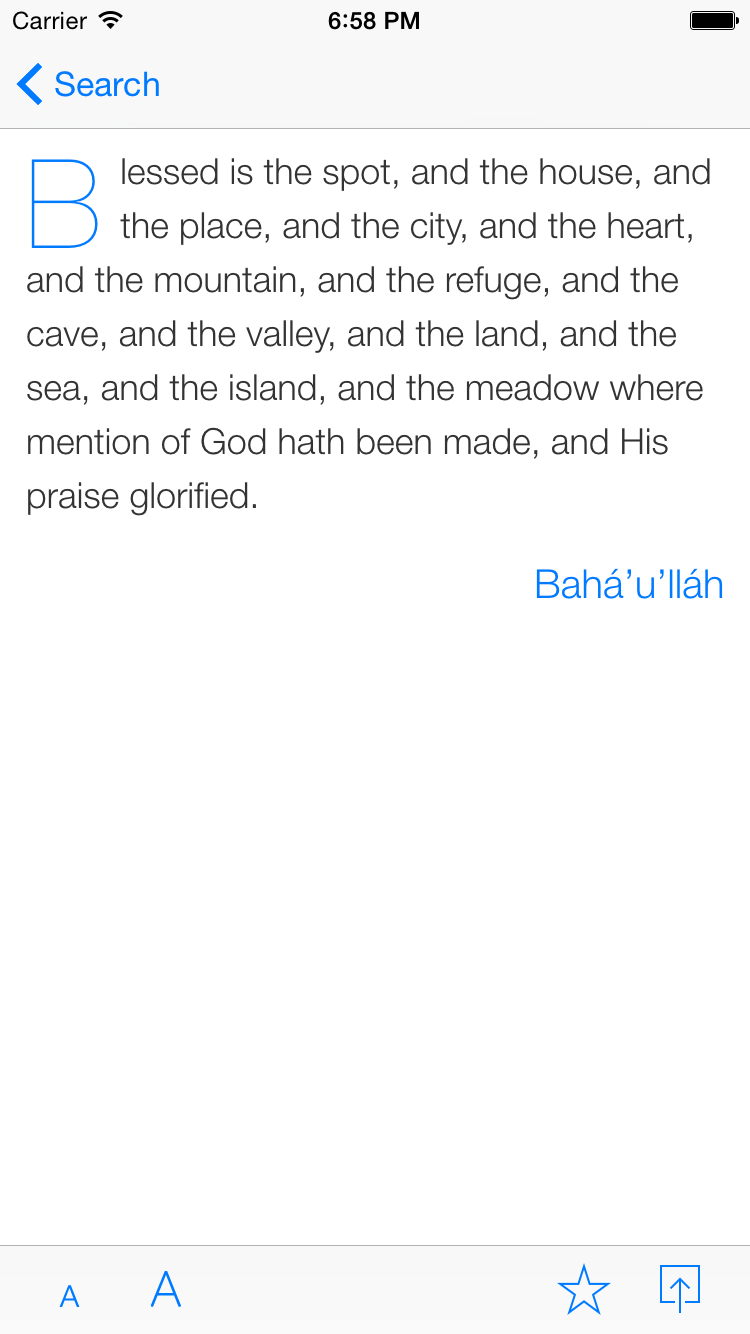 Carrier 6:58 PM
Search
Blessed is the spot, and the house, and
the place, and the city, and the heart,
and the mountain, and the refuge, and the
cave, and the valley, and the land, and the
sea, and the island, and the meadow where
mention of God hath been made, and His
praise glorified.
Bahá’u’lláh
A A